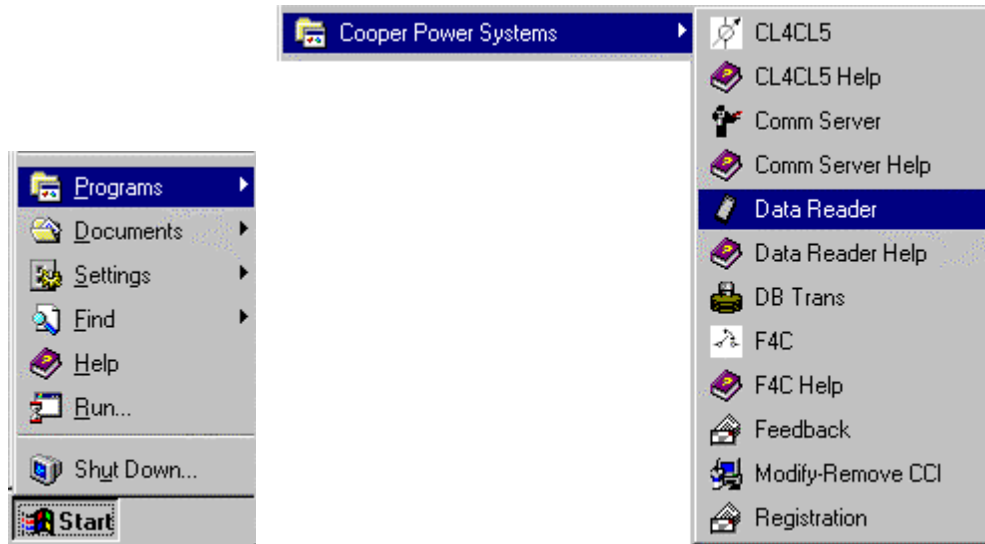 Cooper Power Systems
CL4CL5
CL4CL5 Help
Comm Server
Comm Server Help
Data Reader
Data Reader Help
DB Trans
F4C
F4C Help
Feedback
Modify-Remove CCI
Registration
Programs
Documents
Settings
Find
Help
Run...
Shut Down...
Start